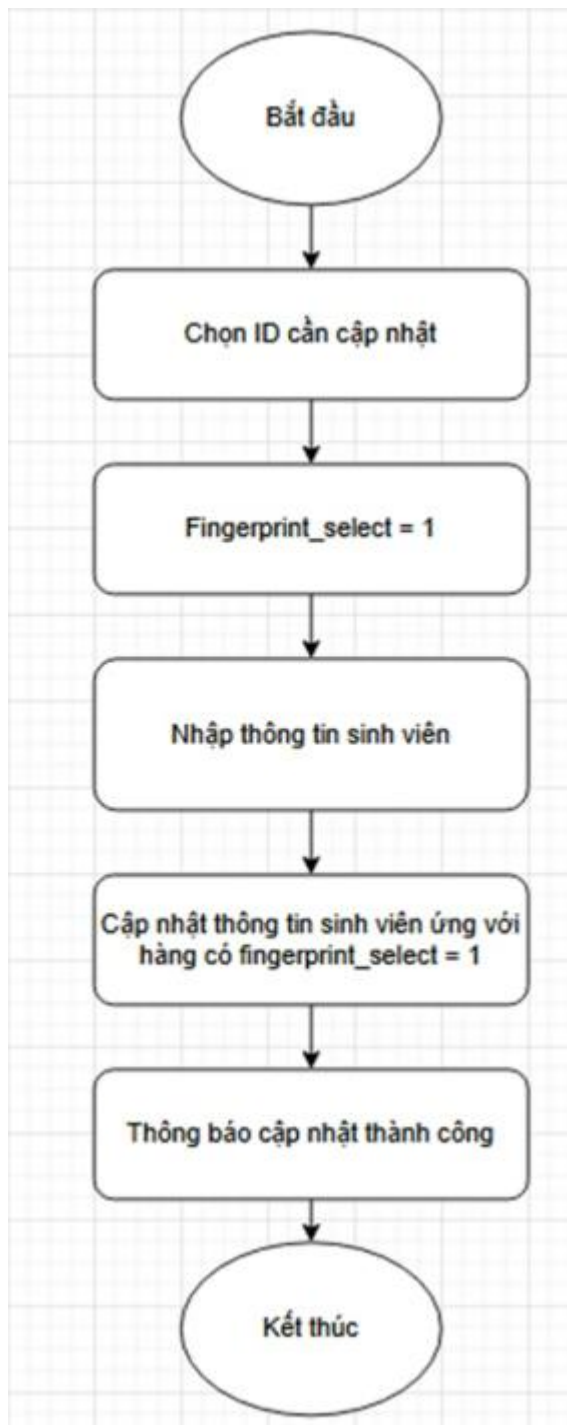 Bắt đầu
Chọn ID cần cập nhật
Fingerprint_select = 1
Nhập thông tin sinh viên
Cập nhật thông tin sinh viên ứng với
hàng có fingerprint_select = 1
Thông báo cập nhật thành công
Kết thúc